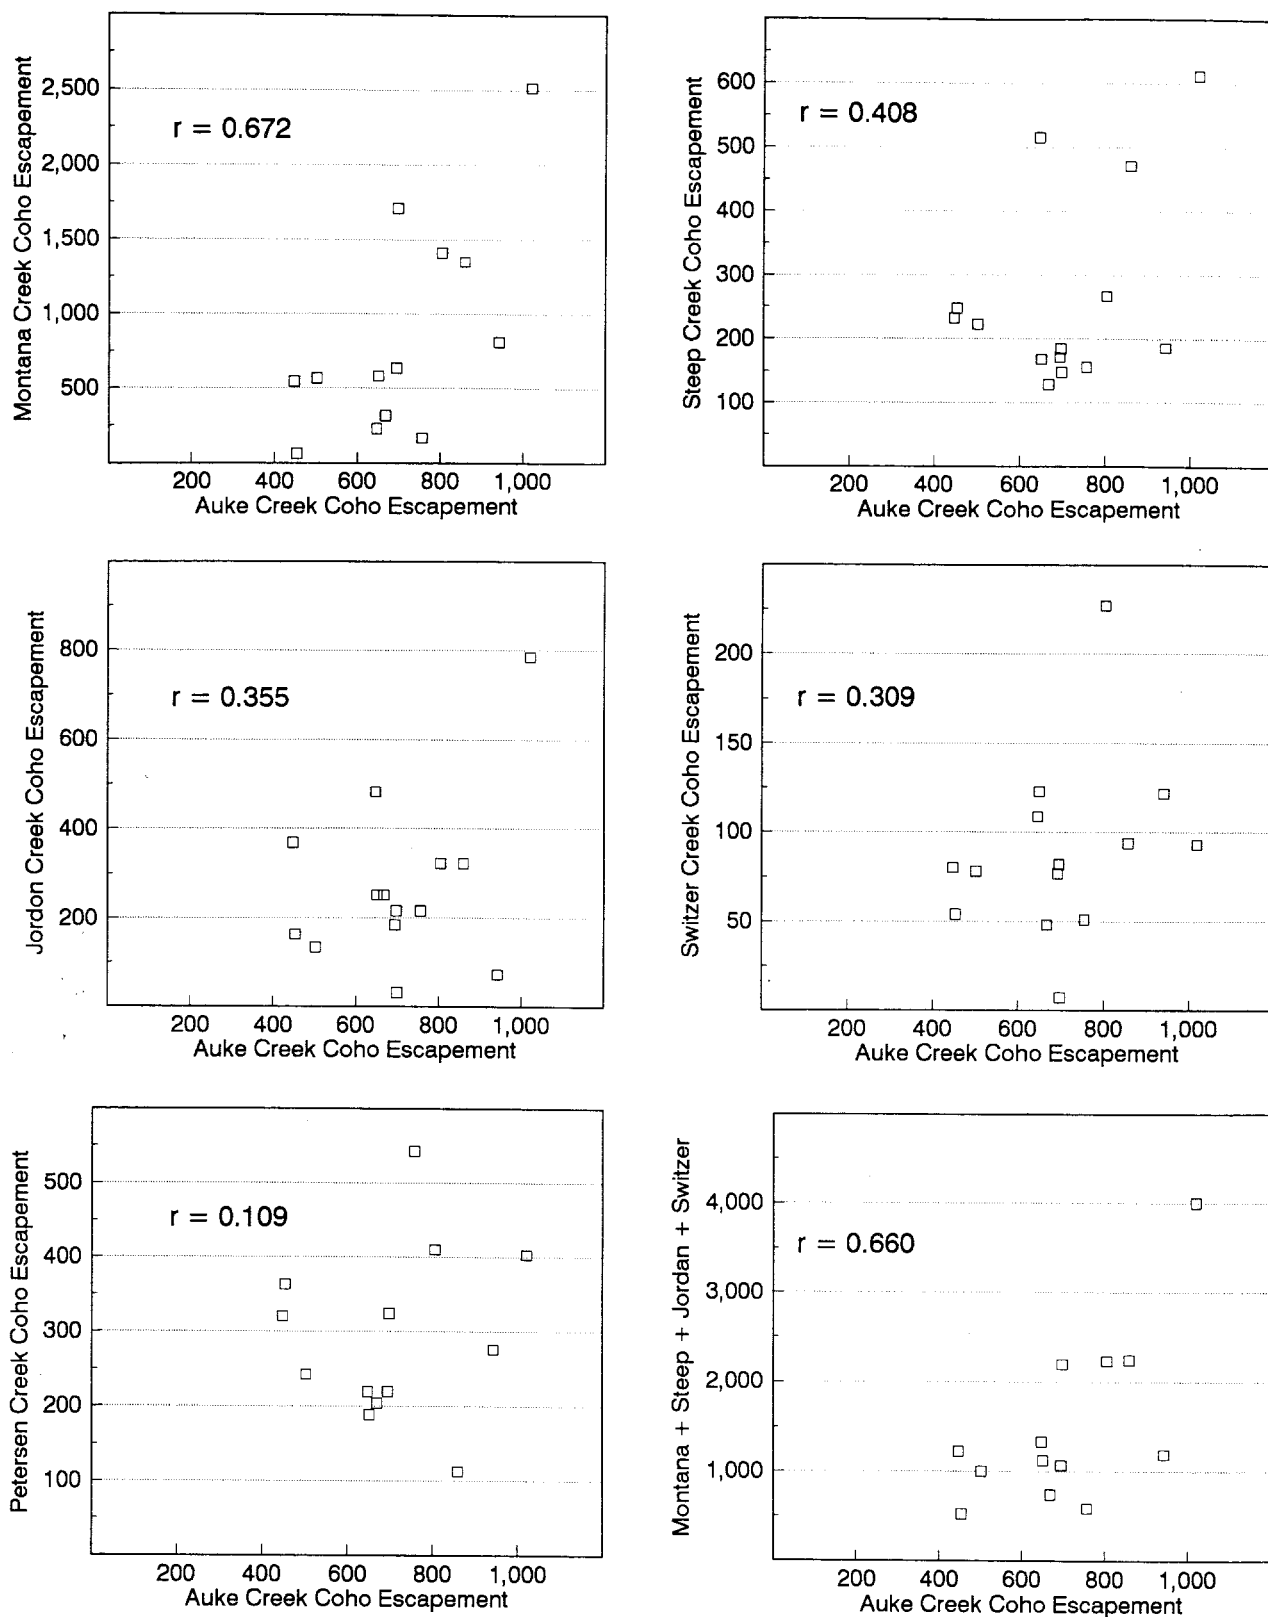 Montana Creek Coho Escapement
2,500
2,000
1,500
1,000
500
r = 0.672
200 400 600 800 1,000
Auke Creek Coho Escapement
Steep Creek Coho Escapement
600
500
400
300
200
100
r = 0.408
200 400 600 800 1,000
Auke Creek Coho Escapement
Jordon Creek Coho Escapement
800
600
400
200
r = 0.355
200 400 600 800 1,000
Auke Creek Coho Escapement
Switzer Creek Coho Escapement
200
150
100
50
r = 0.309
200 400 600 800 1,000
Auke Creek Coho Escapement
Petersen Creek Coho Escapement
500
400
300
200
100
r = 0.109
200 400 600 800 1,000
Auke Creek Coho Escapement
Montana + Steep + Jordan + Switzer
4,000
3,000
2,000
1,000
r = 0.660
200 400 600 800 1,000
Auke Creek Coho Escapement